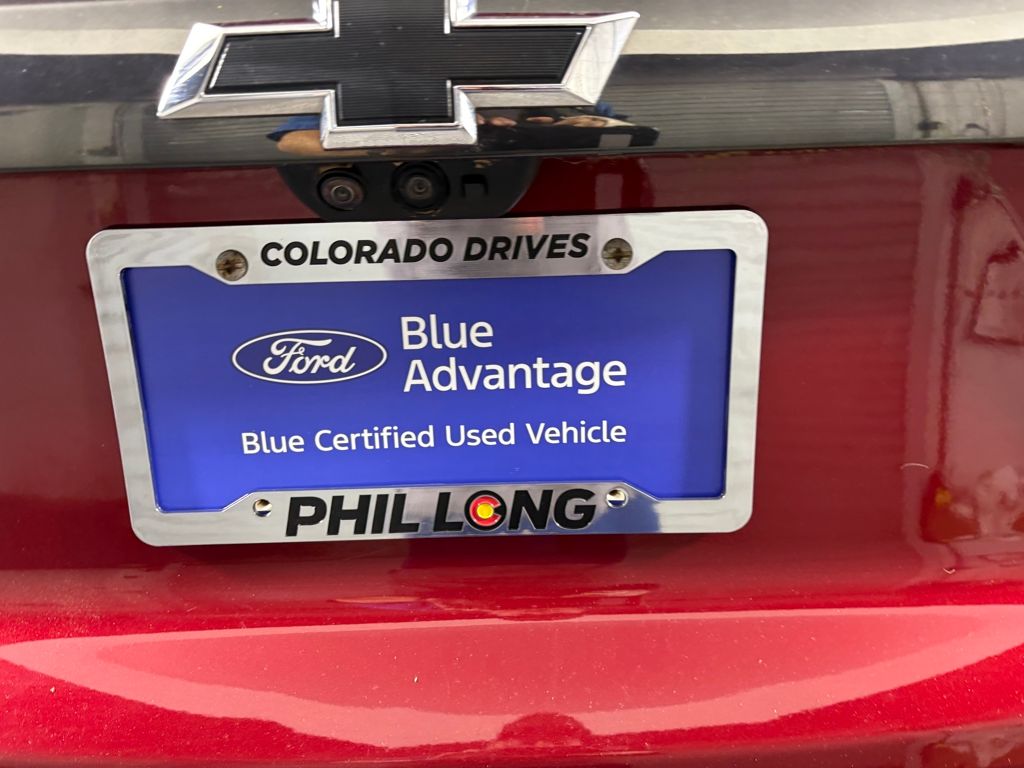 COLORADO DRIVES
Ford
Blue
Advantage
Blue Certified Used Vehicle
PHIL LONG